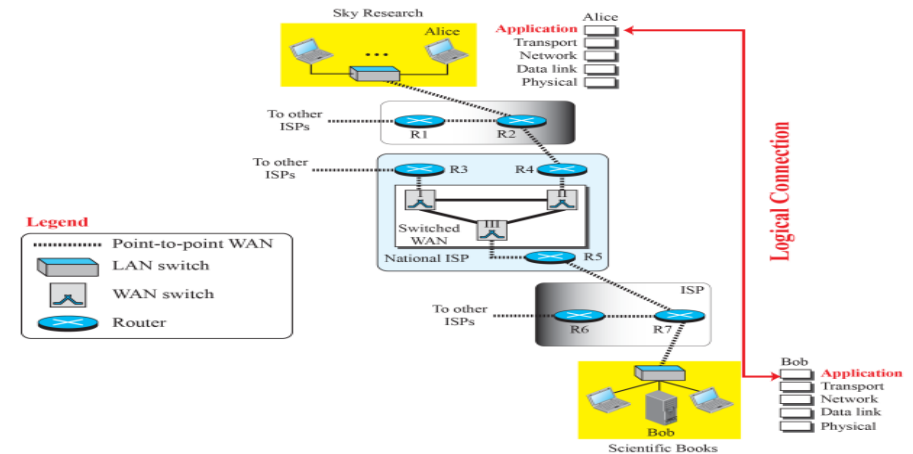 Sky Research
Alice
Alice
Application
Transport
Network
Data link
Physical
To other
ISPs
R1
R2
To other
ISPs
R3
R4
I
II
III
Switched
WAN
National ISP
R5
Legend
Point-to-point WAN
LAN switch
WAN switch
Router
Logical Connection
ISP
To other
ISPs
R6
R7
Bob
Scientific Books
Bob
Application
Transport
Network
Data link
Physical